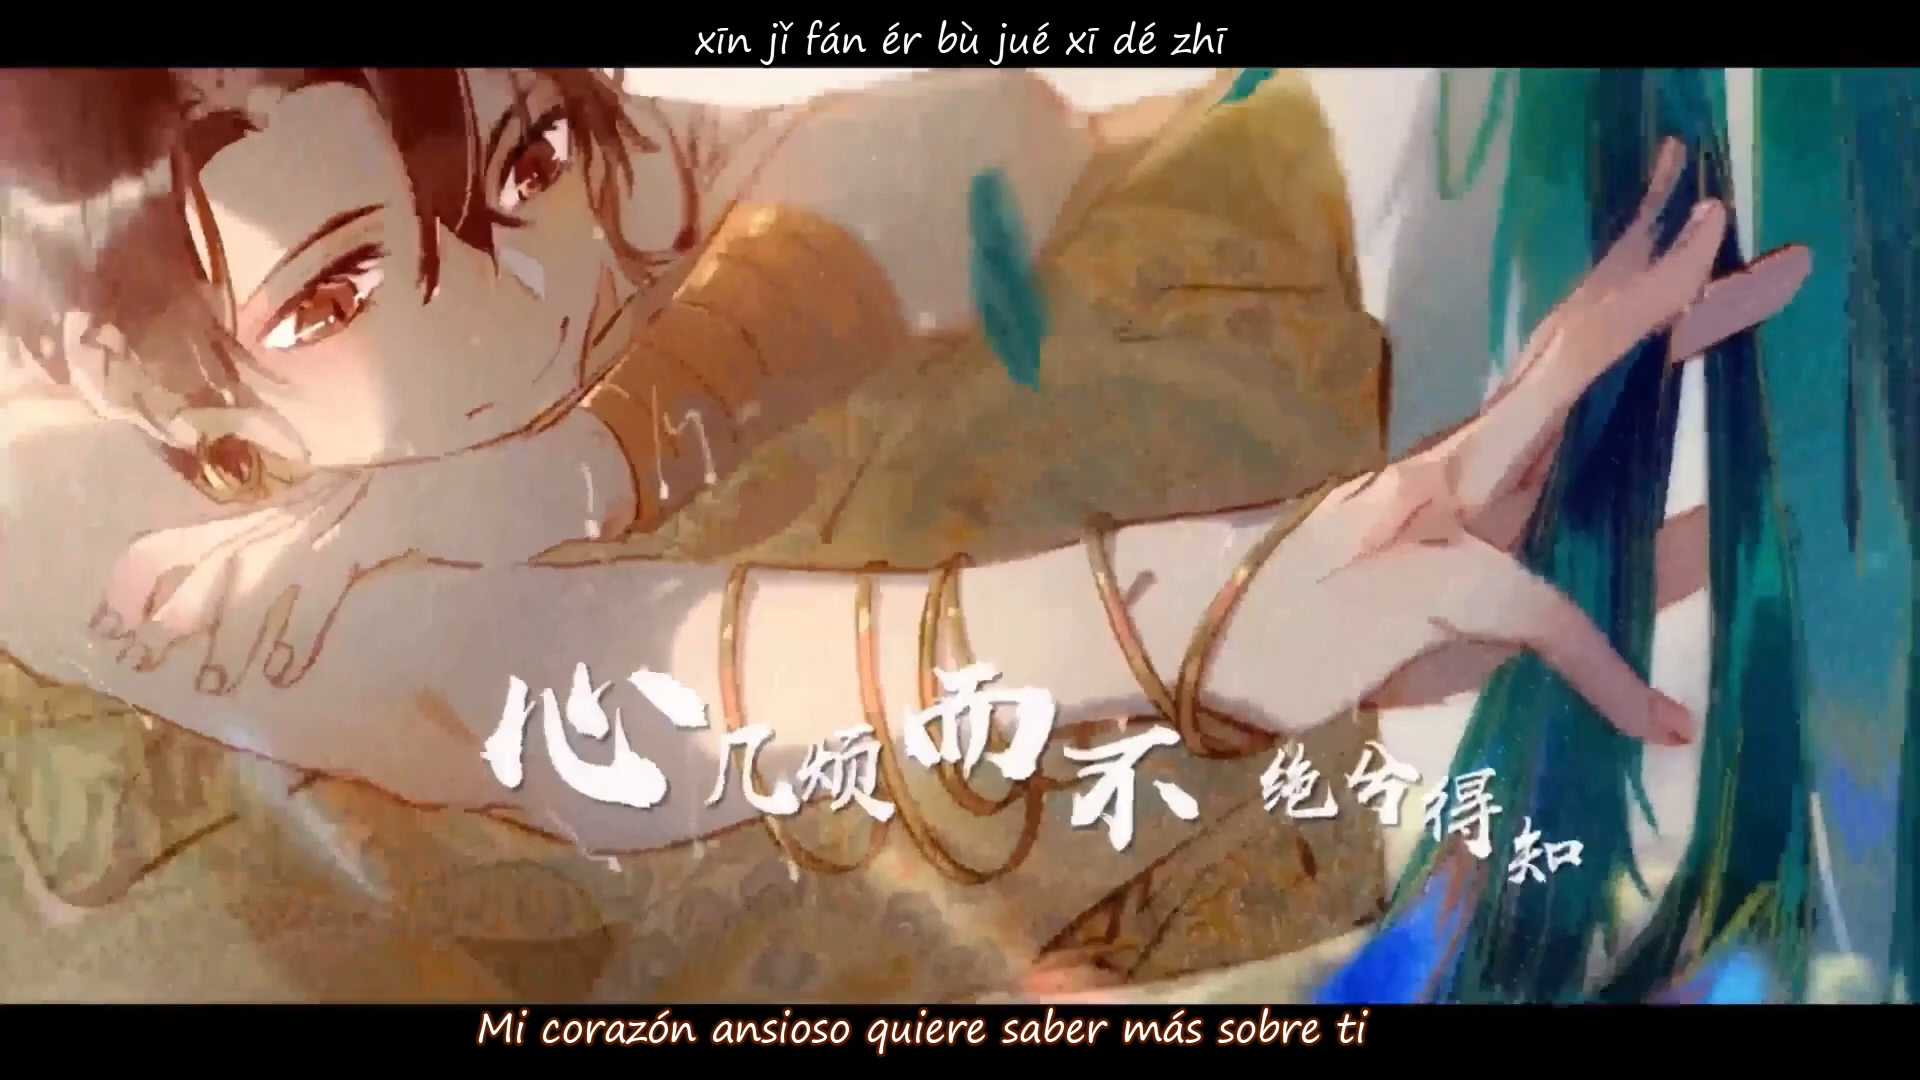 xīn jǐ fán ér bù jué xī dé zhī
心几烦而不绝兮得知
Mi corazón ansioso quiere saber más sobre ti